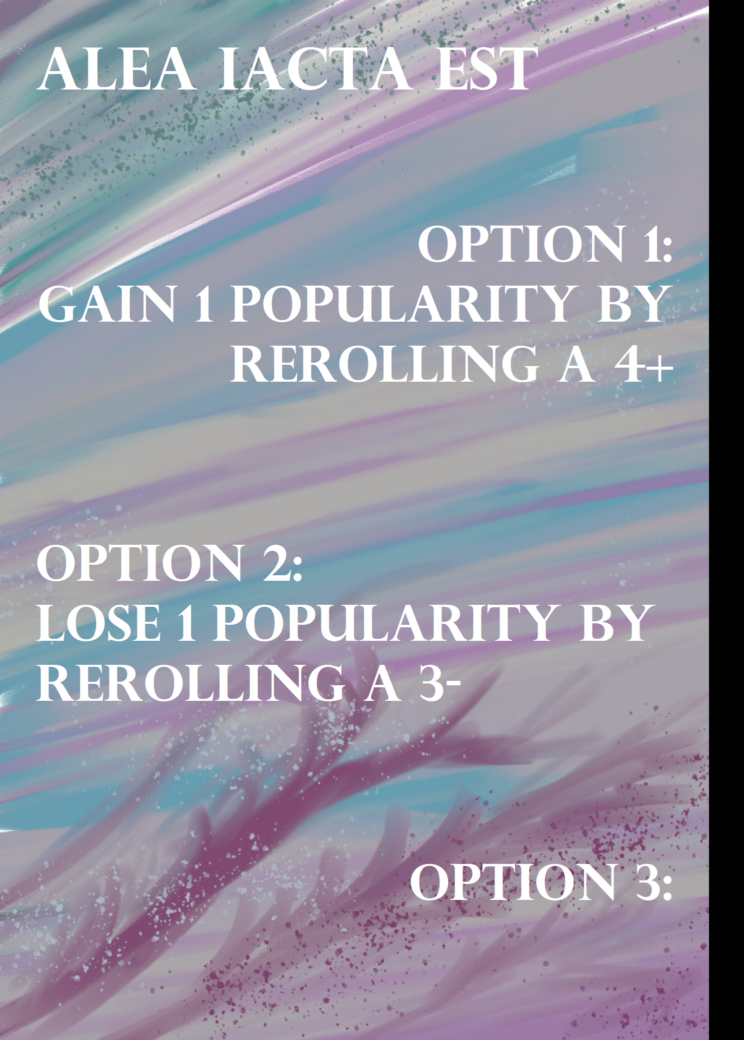 ALEA IACTA EST
OPTION 1:
GAIN 1 POPULARITY BY
REROLLING A 4+
OPTION 2:
LOSE 1 POPULARITY BY
REROLLING A 3-
OPTION 3: